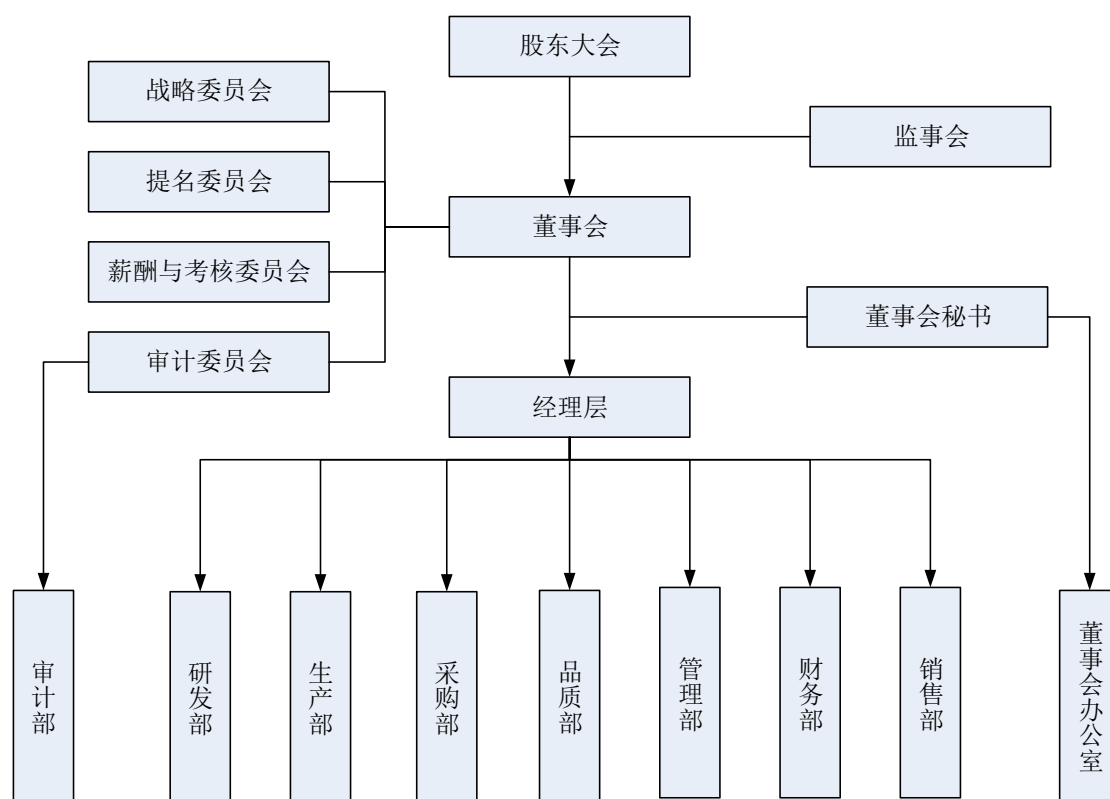 股东大会
战略委员会
监事会
提名委员会
董事会
薪酬与考核委员会
董事会秘书
审计委员会
经理层
审计部
研发部
生产部
采购部
品质部
管理部
财务部
销售部
董事会办公室